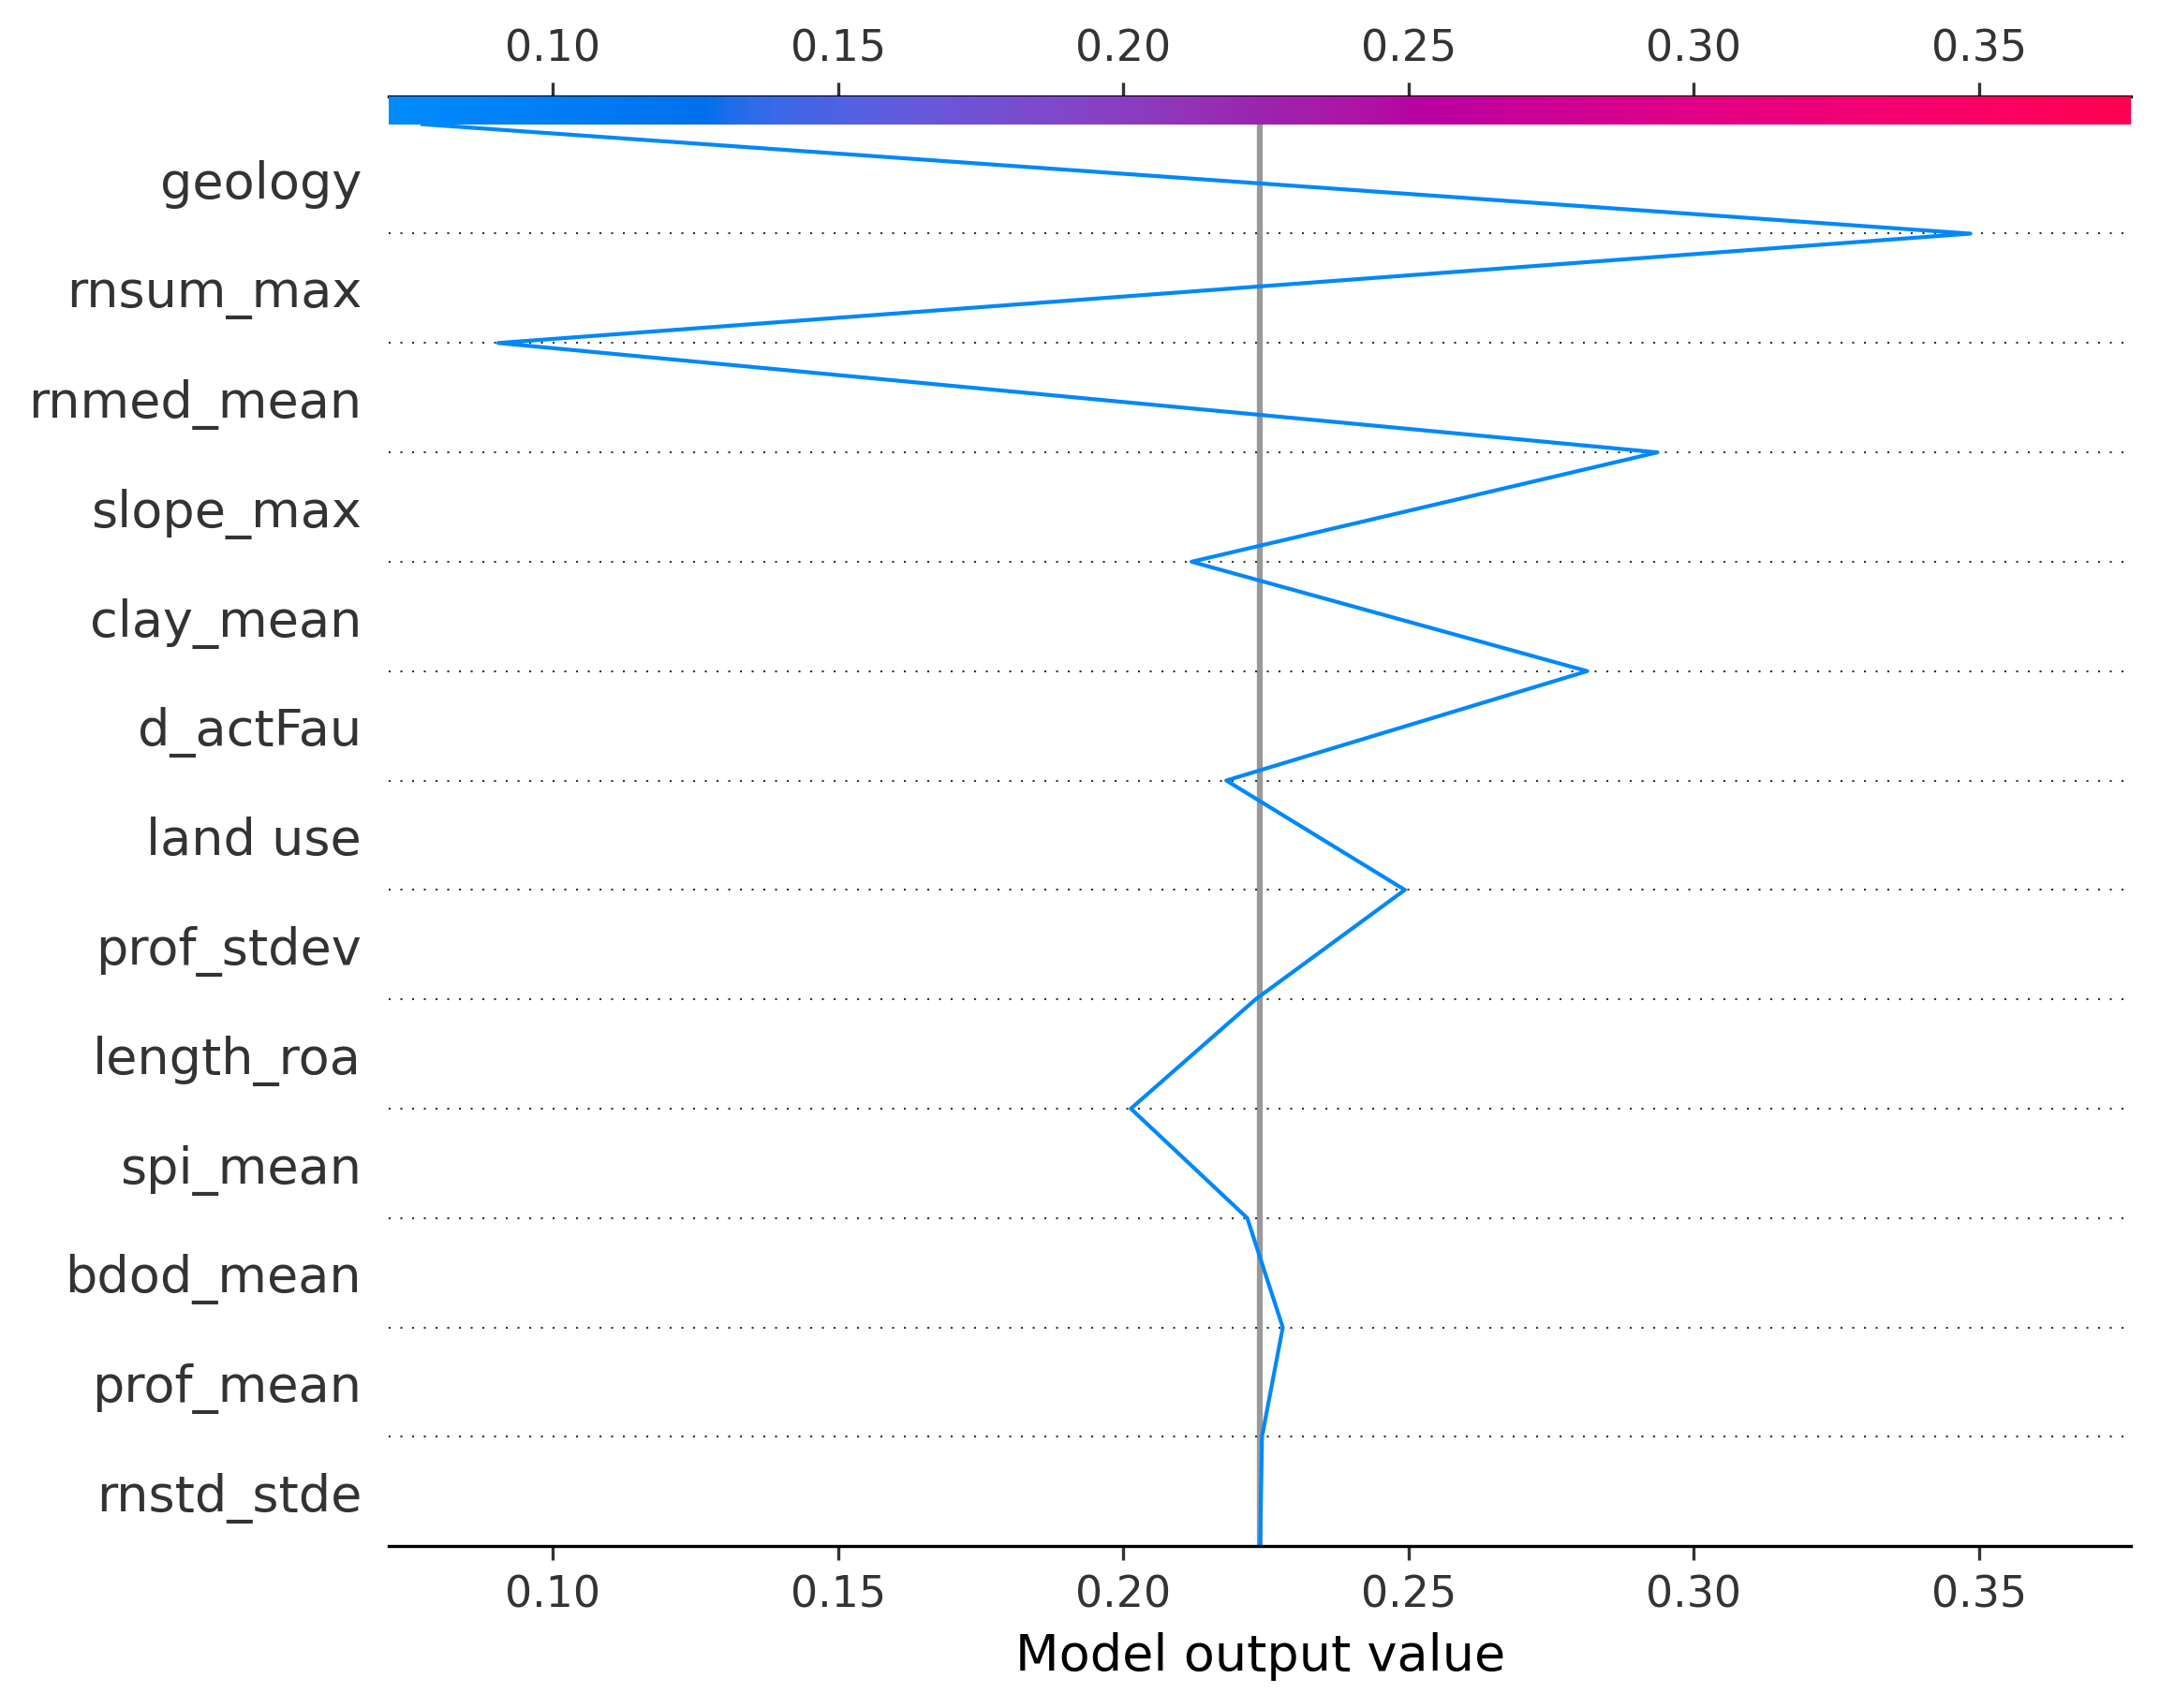 0.10 0.15 0.20 0.25 0.30 0.35
geology
rnsum_max
rnmed_mean
slope_max
clay_mean
d_actFau
land use
prof_stdev
length_roa
spi_mean
bdod_mean
prof_mean
rnstd_stde
0.10 0.15 0.20 0.25 0.30 0.35
Model output value